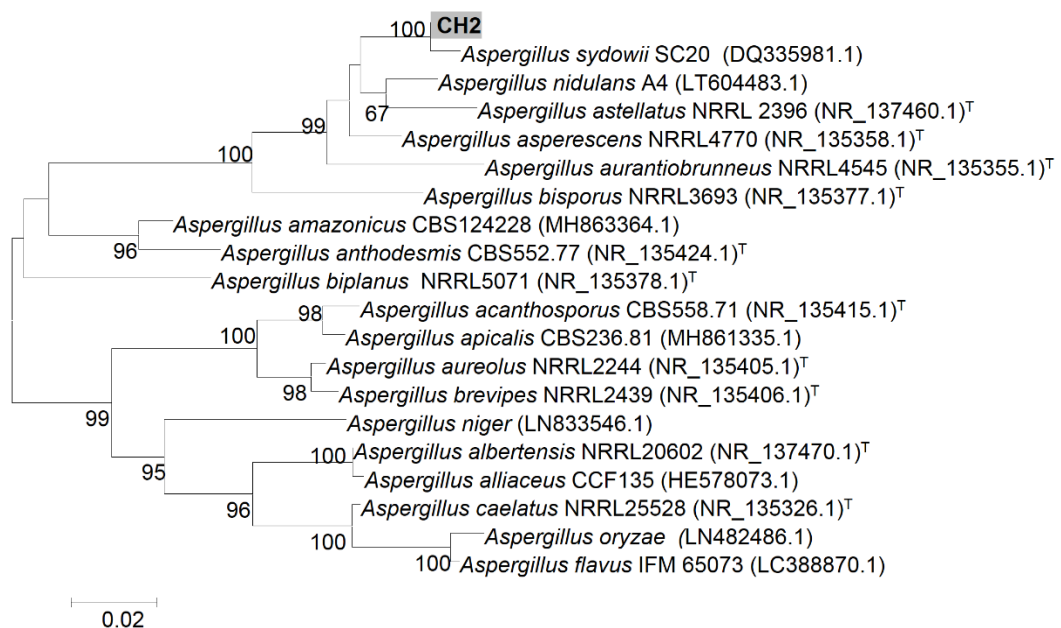 100 CH2
Aspergillus sydowii SC20 (DQ335981.1)
Aspergillus nidulans A4 (LT604483.1)
67 Aspergillus astellatus NRRL 2396 (NR_137460.1)ᵀ
99 Aspergillus asperescens NRRL4770 (NR_135358.1)ᵀ
100 Aspergillus aurantiobrunneus NRRL4545 (NR_135355.1)ᵀ
Aspergillus bisporus NRRL3693 (NR_135377.1)ᵀ
Aspergillus amazonicus CBS124228 (MH863364.1)
96 Aspergillus anthodesmis CBS552.77 (NR_135424.1)ᵀ
Aspergillus biplanus NRRL5071 (NR_135378.1)ᵀ
98 Aspergillus acanthosporus CBS558.71 (NR_135415.1)ᵀ
100 Aspergillus apicalis CBS236.81 (MH861335.1)
Aspergillus aureolus NRRL2244 (NR_135405.1)ᵀ
98 Aspergillus brevipes NRRL2439 (NR_135406.1)ᵀ
99 Aspergillus niger (LN833546.1)
100 Aspergillus albertensis NRRL20602 (NR_137470.1)ᵀ
95 Aspergillus alliaceus CCF135 (HE578073.1)
96 Aspergillus caelatus NRRL25528 (NR_135326.1)ᵀ
100 Aspergillus oryzae (LN482486.1)
100 Aspergillus flavus IFM 65073 (LC388870.1)
0.02